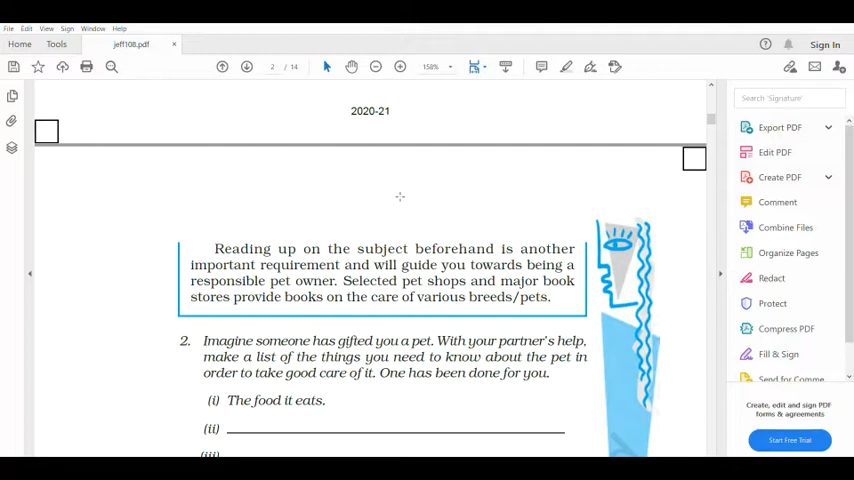 File Edit View Sign Window Help
Home Tools jeff108.pdf × Sign In
2 / 14 158%
2020-21
Search 'Signature'
Export PDF
Edit PDF
Create PDF
Comment
Combine Files
Organize Pages
Redact
Protect
Compress PDF
Fill & Sign
Send for Comme
Create, edit and sign PDF
forms & agreements
Start Free Trial
Reading up on the subject beforehand is another
important requirement and will guide you towards being a
responsible pet owner. Selected pet shops and major book
stores provide books on the care of various breeds/pets.
2. Imagine someone has gifted you a pet. With your partner's help,
make a list of the things you need to know about the pet in
order to take good care of it. One has been done for you.
(i) The food it eats.
(ii)
(iii)